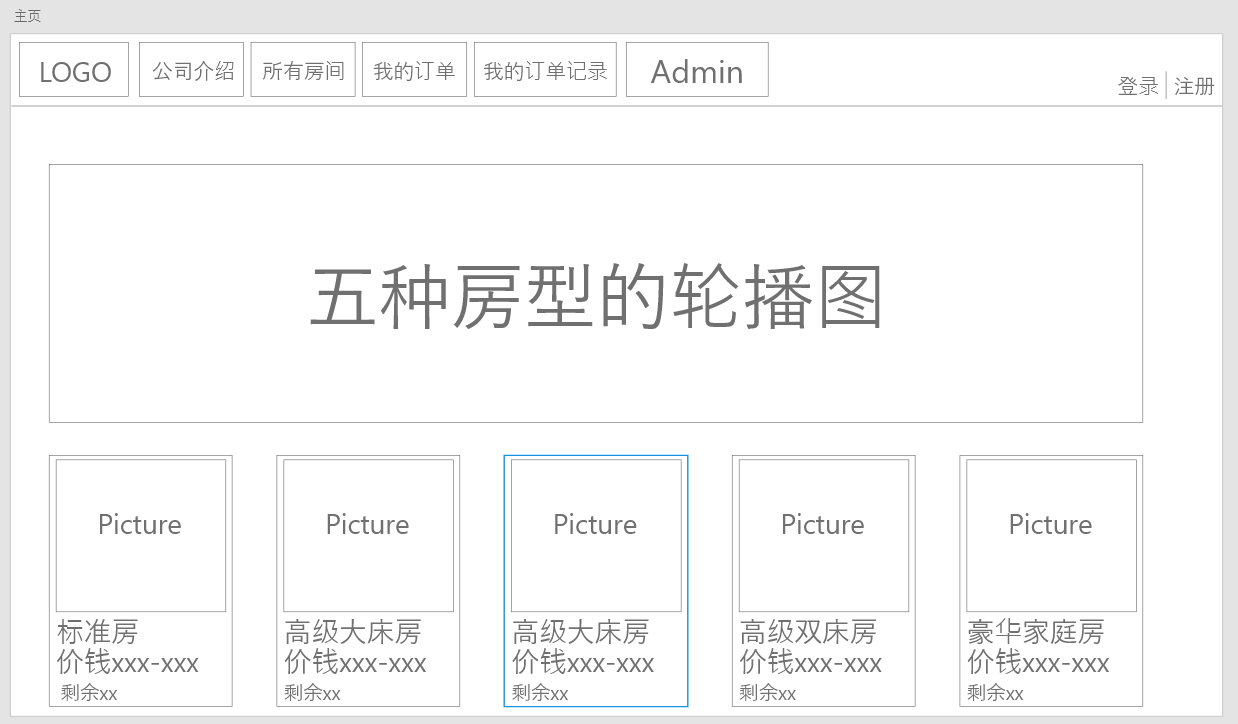 主页
LOGO
公司介绍
所有房间
我的订单
我的订单记录
Admin
登录
注册
五种房型的轮播图
Picture
Picture
Picture
Picture
Picture
标准房
价钱xxx-xxx
剩余xx
高级大床房
价钱xxx-xxx
剩余xx
高级大床房
价钱xxx-xxx
剩余xx
高级双床房
价钱xxx-xxx
剩余xx
豪华家庭房
价钱xxx-xxx
剩余xx